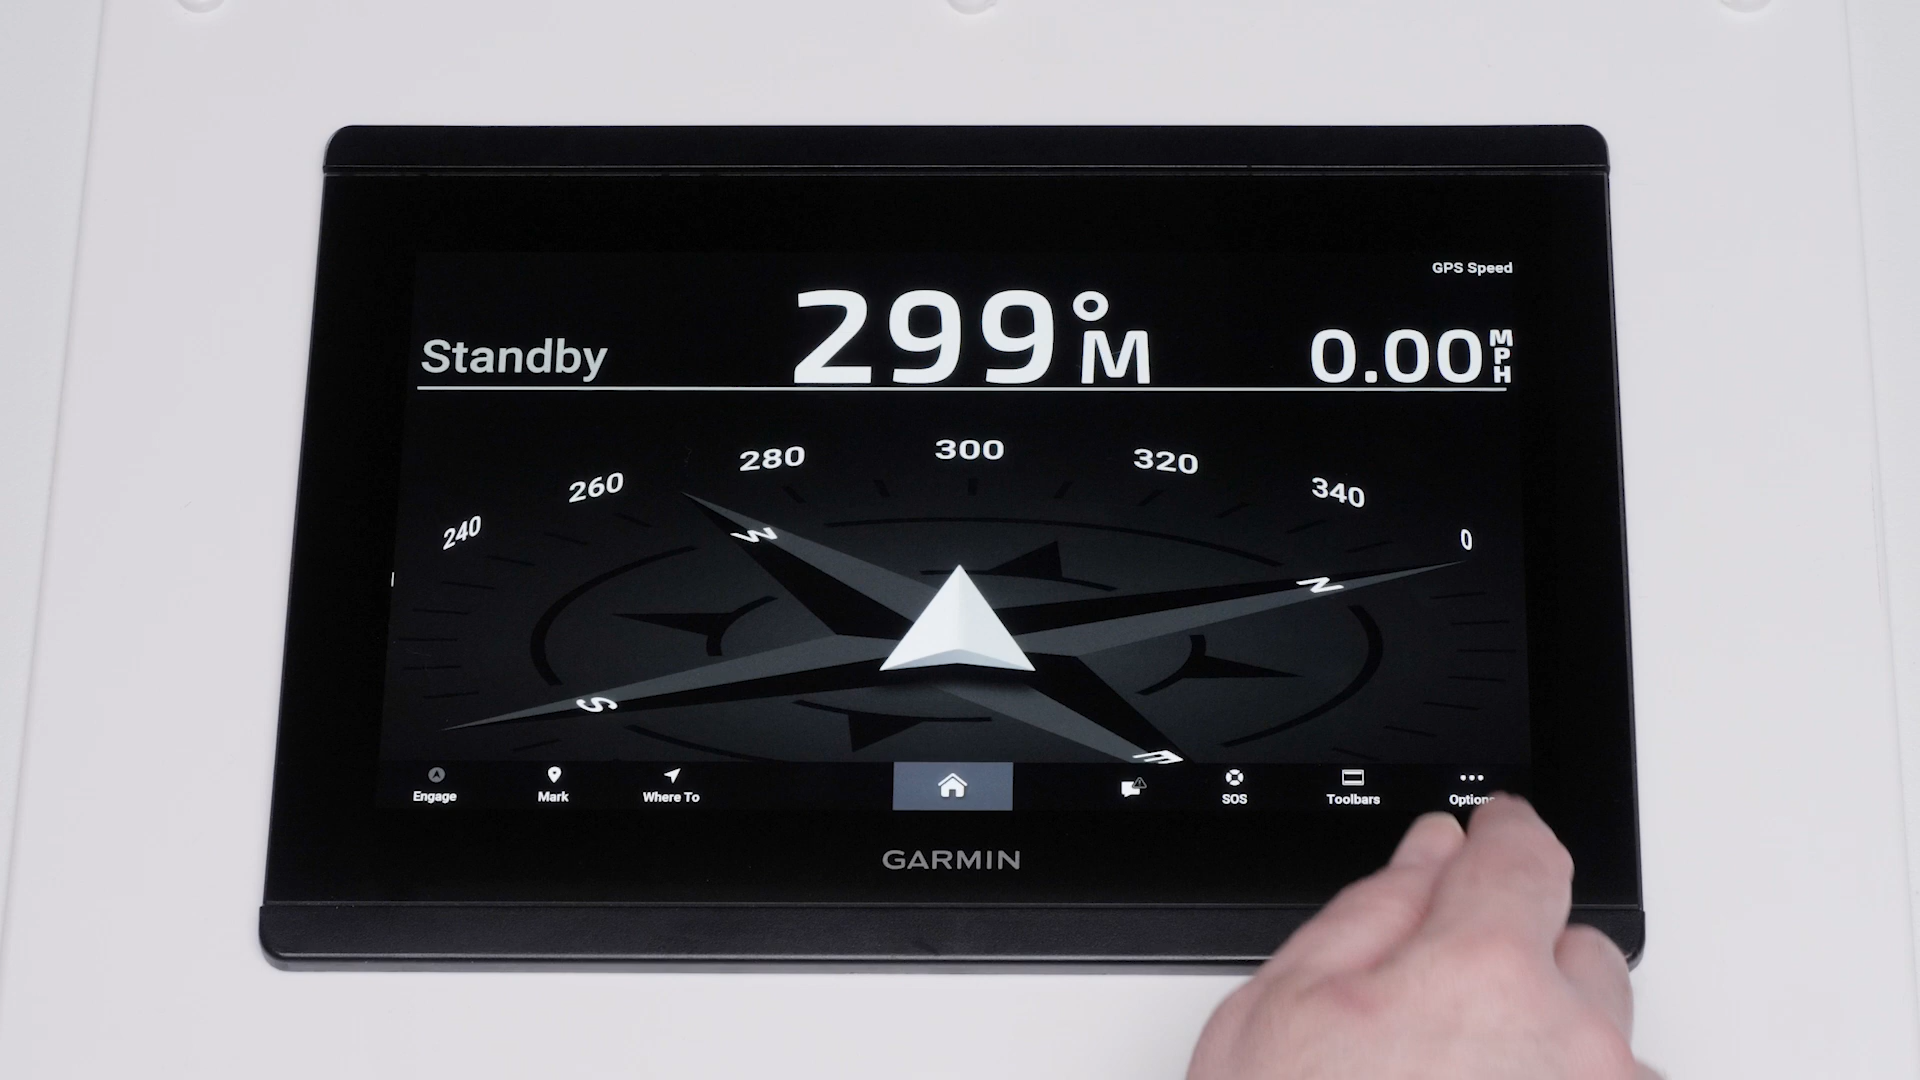 GPS Speed
Standby
299°M
0.00 MPH
240
260
280
300
320
340
0
W
N
S
E
Engage
Mark
Where To
SOS
Toolbars
Option
GARMIN